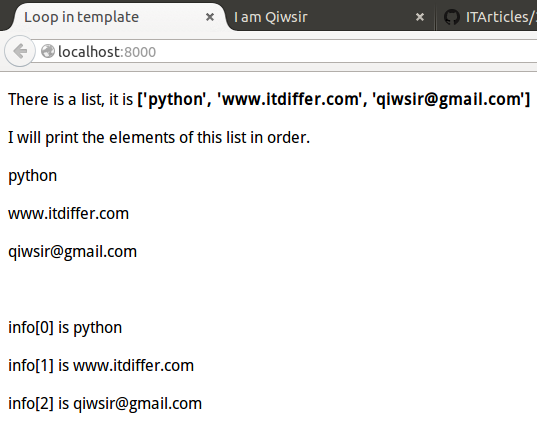 Loop in template
I am Qiwsir
ITArticles/
localhost:8000
There is a list, it is ['python', 'www.itdiffer.com', 'qiwsir@gmail.com']
I will print the elements of this list in order.
python
www.itdiffer.com
qiwsir@gmail.com
info[0] is python
info[1] is www.itdiffer.com
info[2] is qiwsir@gmail.com